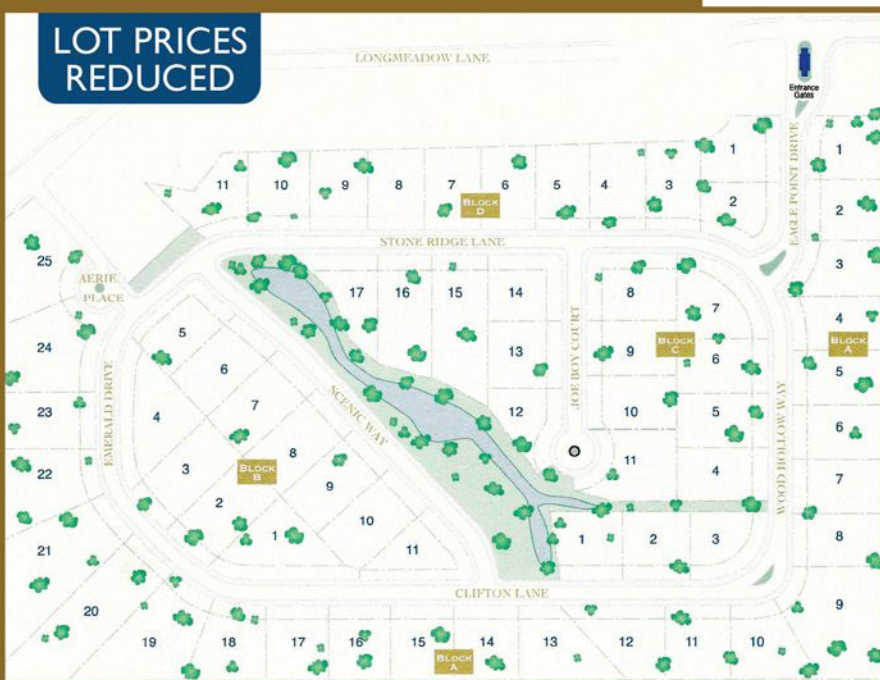 LOT PRICES
REDUCED
LONGMEADOW LANE
Entrance
Gates
EAGLE POINT DRIVE
1
1
2
2
3
4
BLOCK
A
5
6
7
8
9
11
10
9
8
7
6
5
4
3
BLOCK
D
STONE RIDGE LANE
25
AERIE
PLACE
24
23
22
21
20
19
EMERALD DRIVE
5
6
7
8
9
10
11
4
3
2
1
BLOCK
B
SCENIC WAY
17
16
15
14
13
12
JOE BOY COURT
8
7
BLOCK
C
9
6
10
5
11
4
1
2
3
WOOD HOLLOW WAY
CLIFTON LANE
18
17
16
15
14
13
12
11
10
BLOCK
A